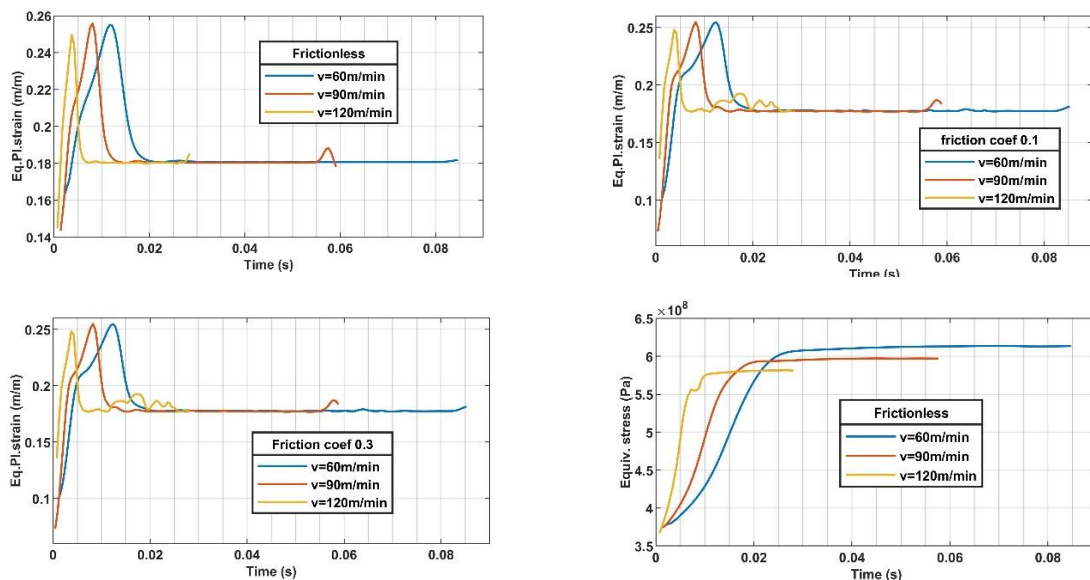 0.26
0.24
0.22
0.2
0.18
0.16
0.14
Eq.Pl.strain (m/m)
Frictionless
v=60m/min
v=90m/min
v=120m/min
0 0.02 0.04 0.06 0.08
Time (s)
0.25
0.2
0.15
0.1
Eq.Pl.strain (m/m)
friction coef 0.1
v=60m/min
v=90m/min
v=120m/min
0 0.02 0.04 0.06 0.08
Time (s)
0.25
0.2
0.15
0.1
Eq.Pl.strain (m/m)
Friction coef 0.3
v=60m/min
v=90m/min
v=120m/min
0 0.02 0.04 0.06 0.08
Time (s)
×10⁸
6.5
6
5.5
5
4.5
4
3.5
Equiv. stress (Pa)
Frictionless
v=60m/min
v=90m/min
v=120m/min
0 0.02 0.04 0.06 0.08
Time (s)